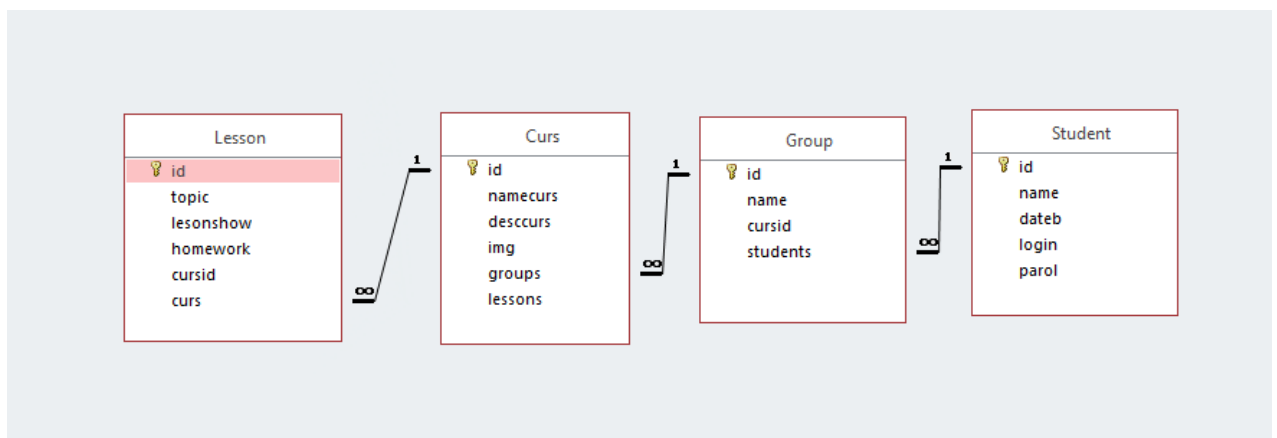 Lesson
id
topic
lesonshow
homework
cursid
curs
1
∞
Curs
id
namecurs
desccurs
img
groups
lessons
1
∞
Group
id
name
cursid
students
1
∞
Student
id
name
dateb
login
parol